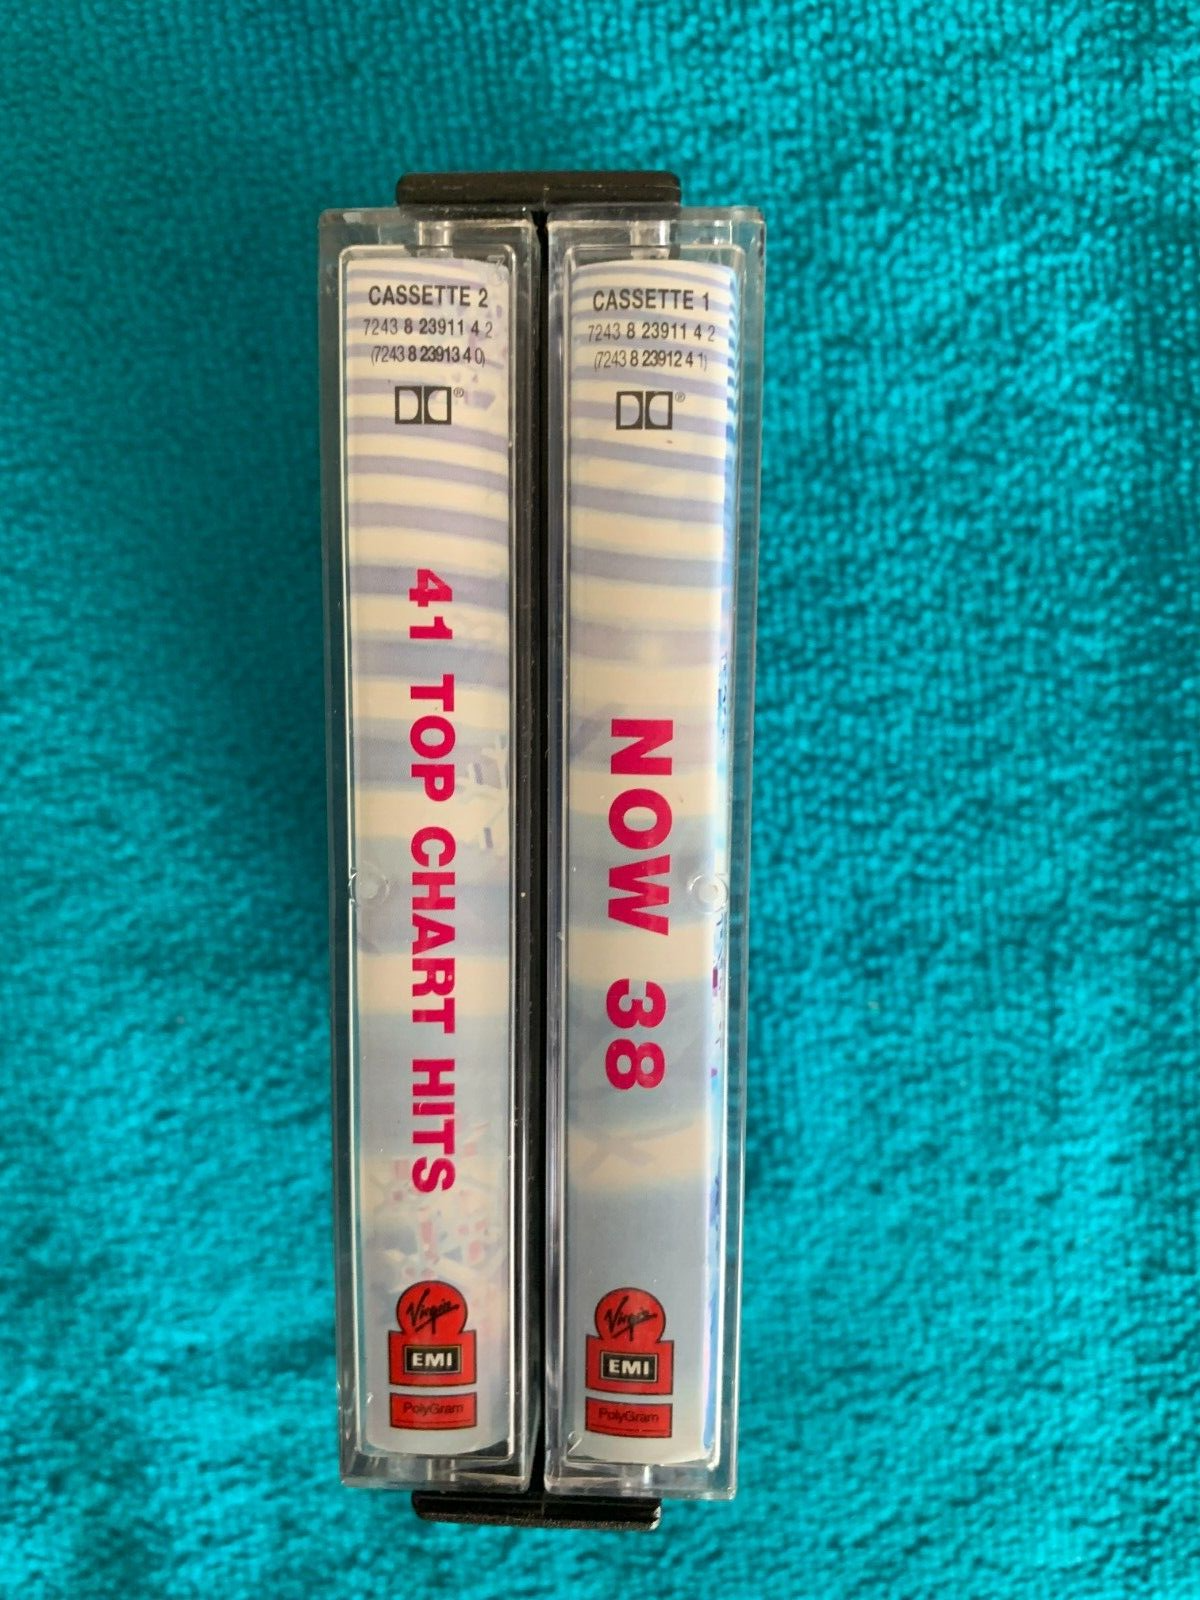 CASSETTE 2
7243 8 23911 4 2
(7243 8 23913 4 0)
®
41 TOP CHART HITS
Virgin
EMI
PolyGram
CASSETTE 1
7243 8 23911 4 2
(7243 8 23912 4 1)
®
NOW 38
Virgin
EMI
PolyGram